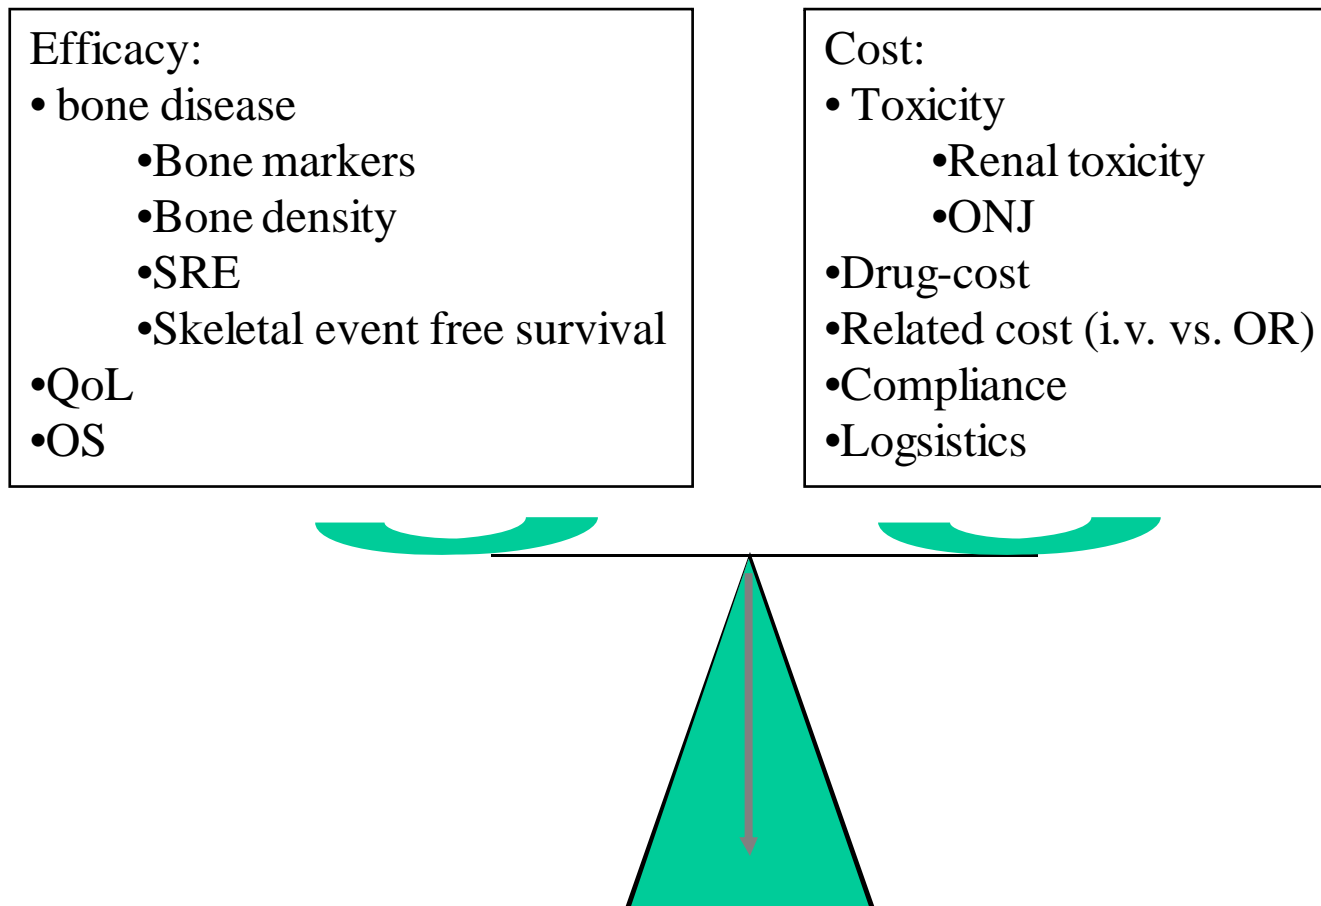 Efficacy:
• bone disease
•Bone markers
•Bone density
•SRE
•Skeletal event free survival
•QoL
•OS
Cost:
• Toxicity
•Renal toxicity
•ONJ
•Drug-cost
•Related cost (i.v. vs. OR)
•Compliance
•Logsistics